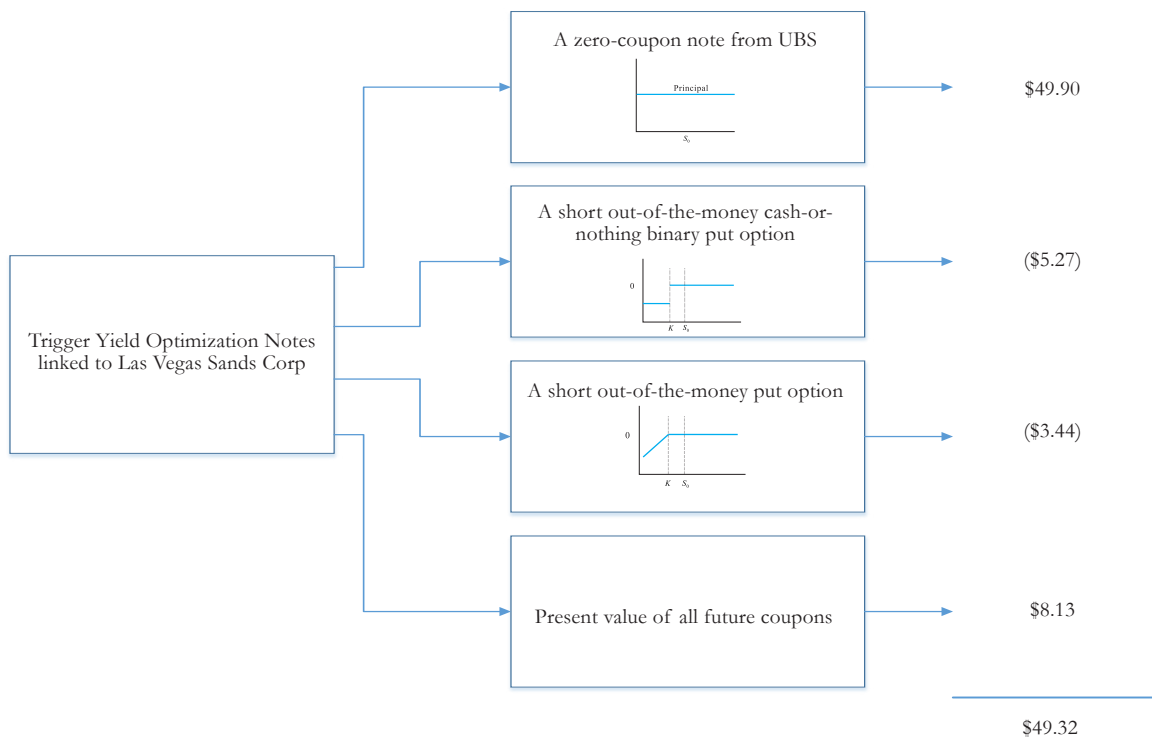 Trigger Yield Optimization Notes
linked to Las Vegas Sands Corp
A zero-coupon note from UBS
Principal
S₀
$49.90
A short out-of-the-money cash-or-
nothing binary put option
0
K S₀
($5.27)
A short out-of-the-money put option
0
K S₀
($3.44)
Present value of all future coupons
$8.13
$49.32